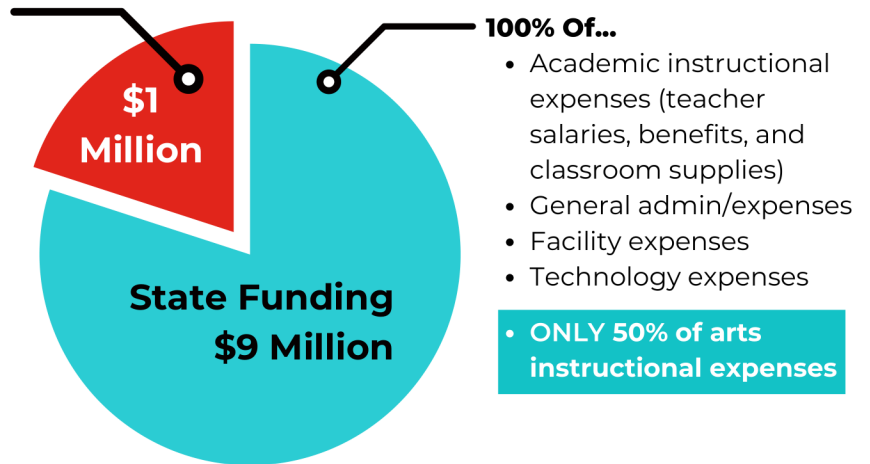 $1
Million
State Funding
$9 Million
100% Of...
• Academic instructional
expenses (teacher
salaries, benefits, and
classroom supplies)
• General admin/expenses
• Facility expenses
• Technology expenses
• ONLY 50% of arts
instructional expenses